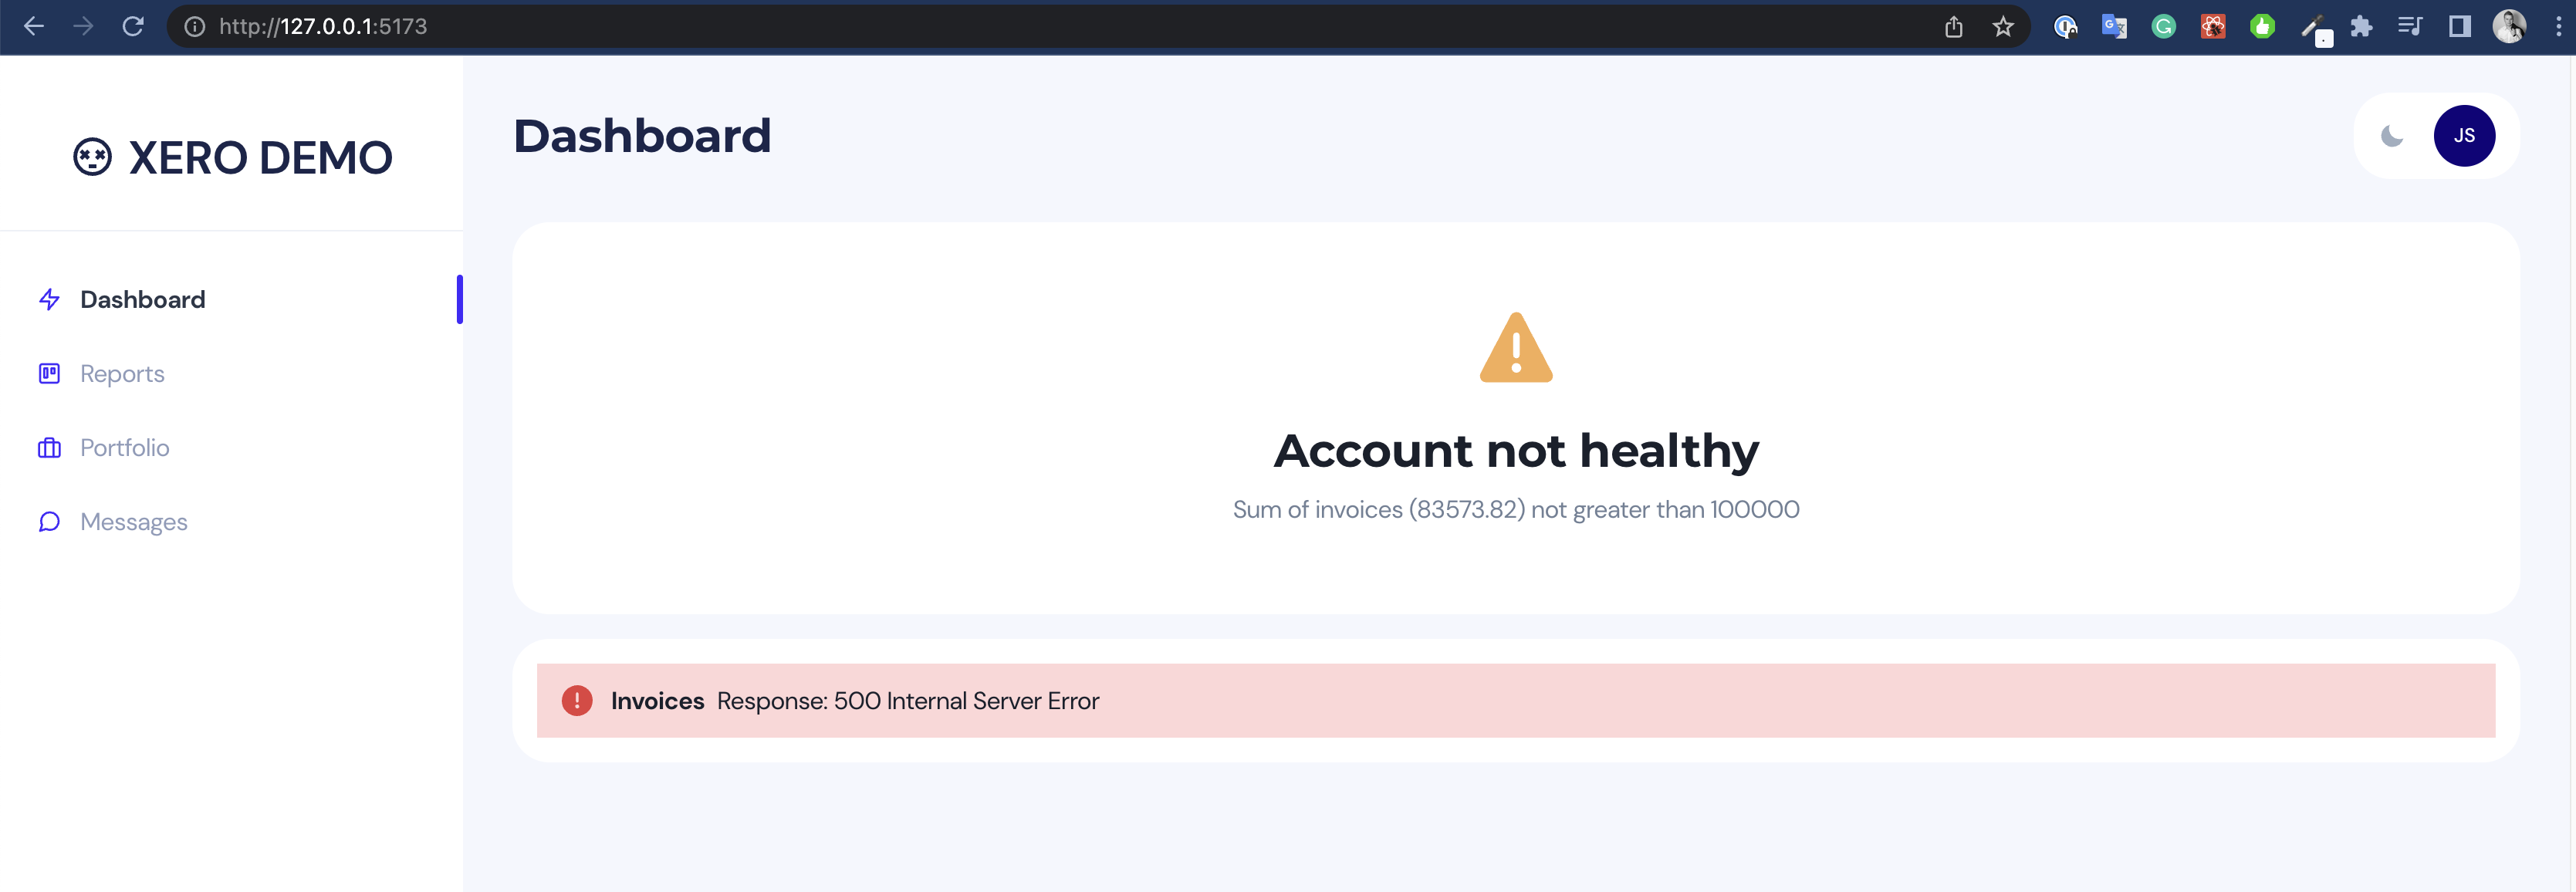 http://127.0.0.1:5173
XERO DEMO
Dashboard
Reports
Portfolio
Messages
Dashboard
JS
Account not healthy
Sum of invoices (83573.82) not greater than 100000
Invoices Response: 500 Internal Server Error